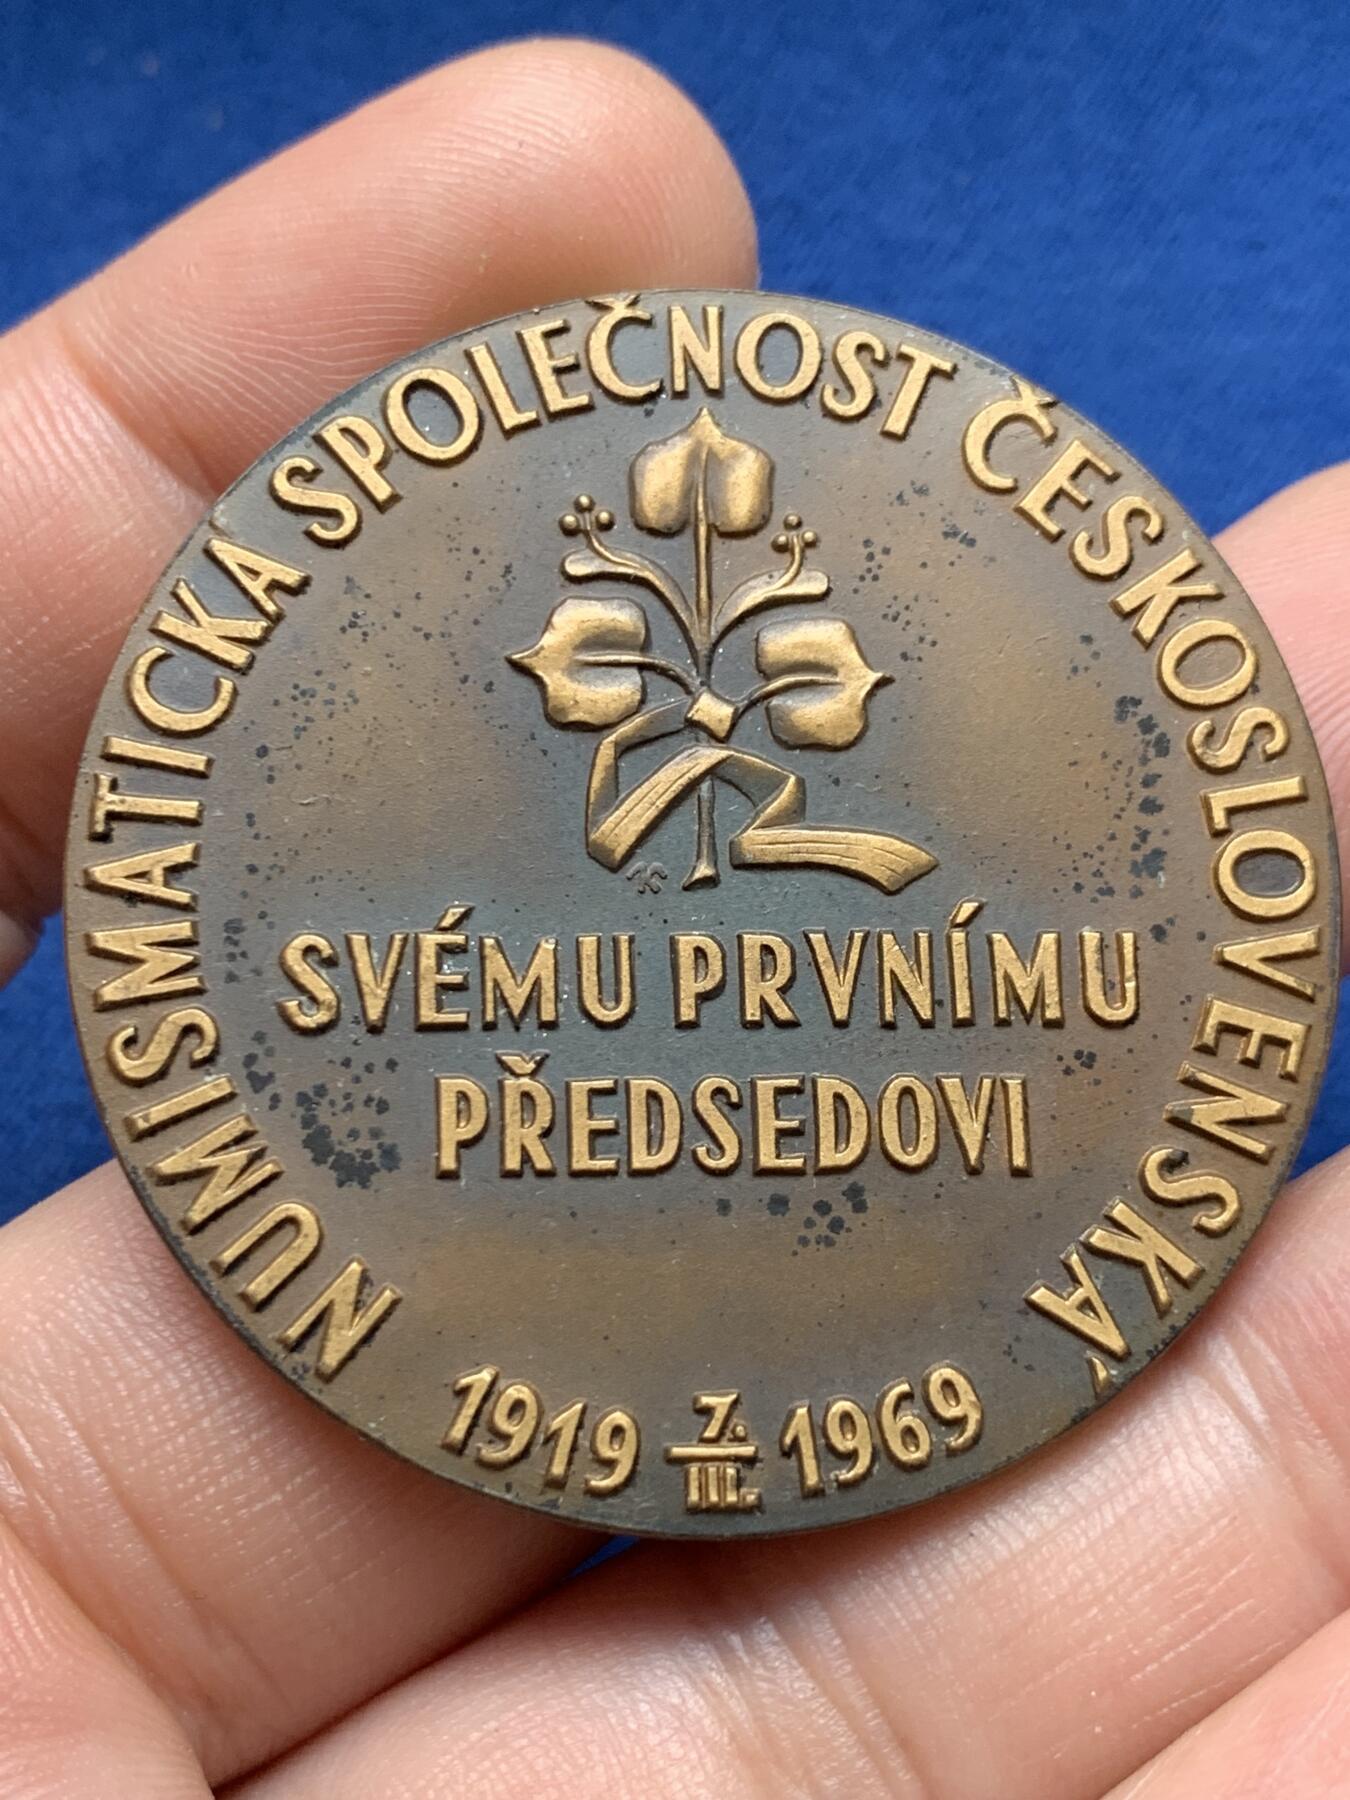 NUMISMATICKÁ SPOLEČNOST ČESKOSLOVENSKÁ
SVÉMU PRVNÍMU
PŘEDSEDOVI
1919 7. III. 1969